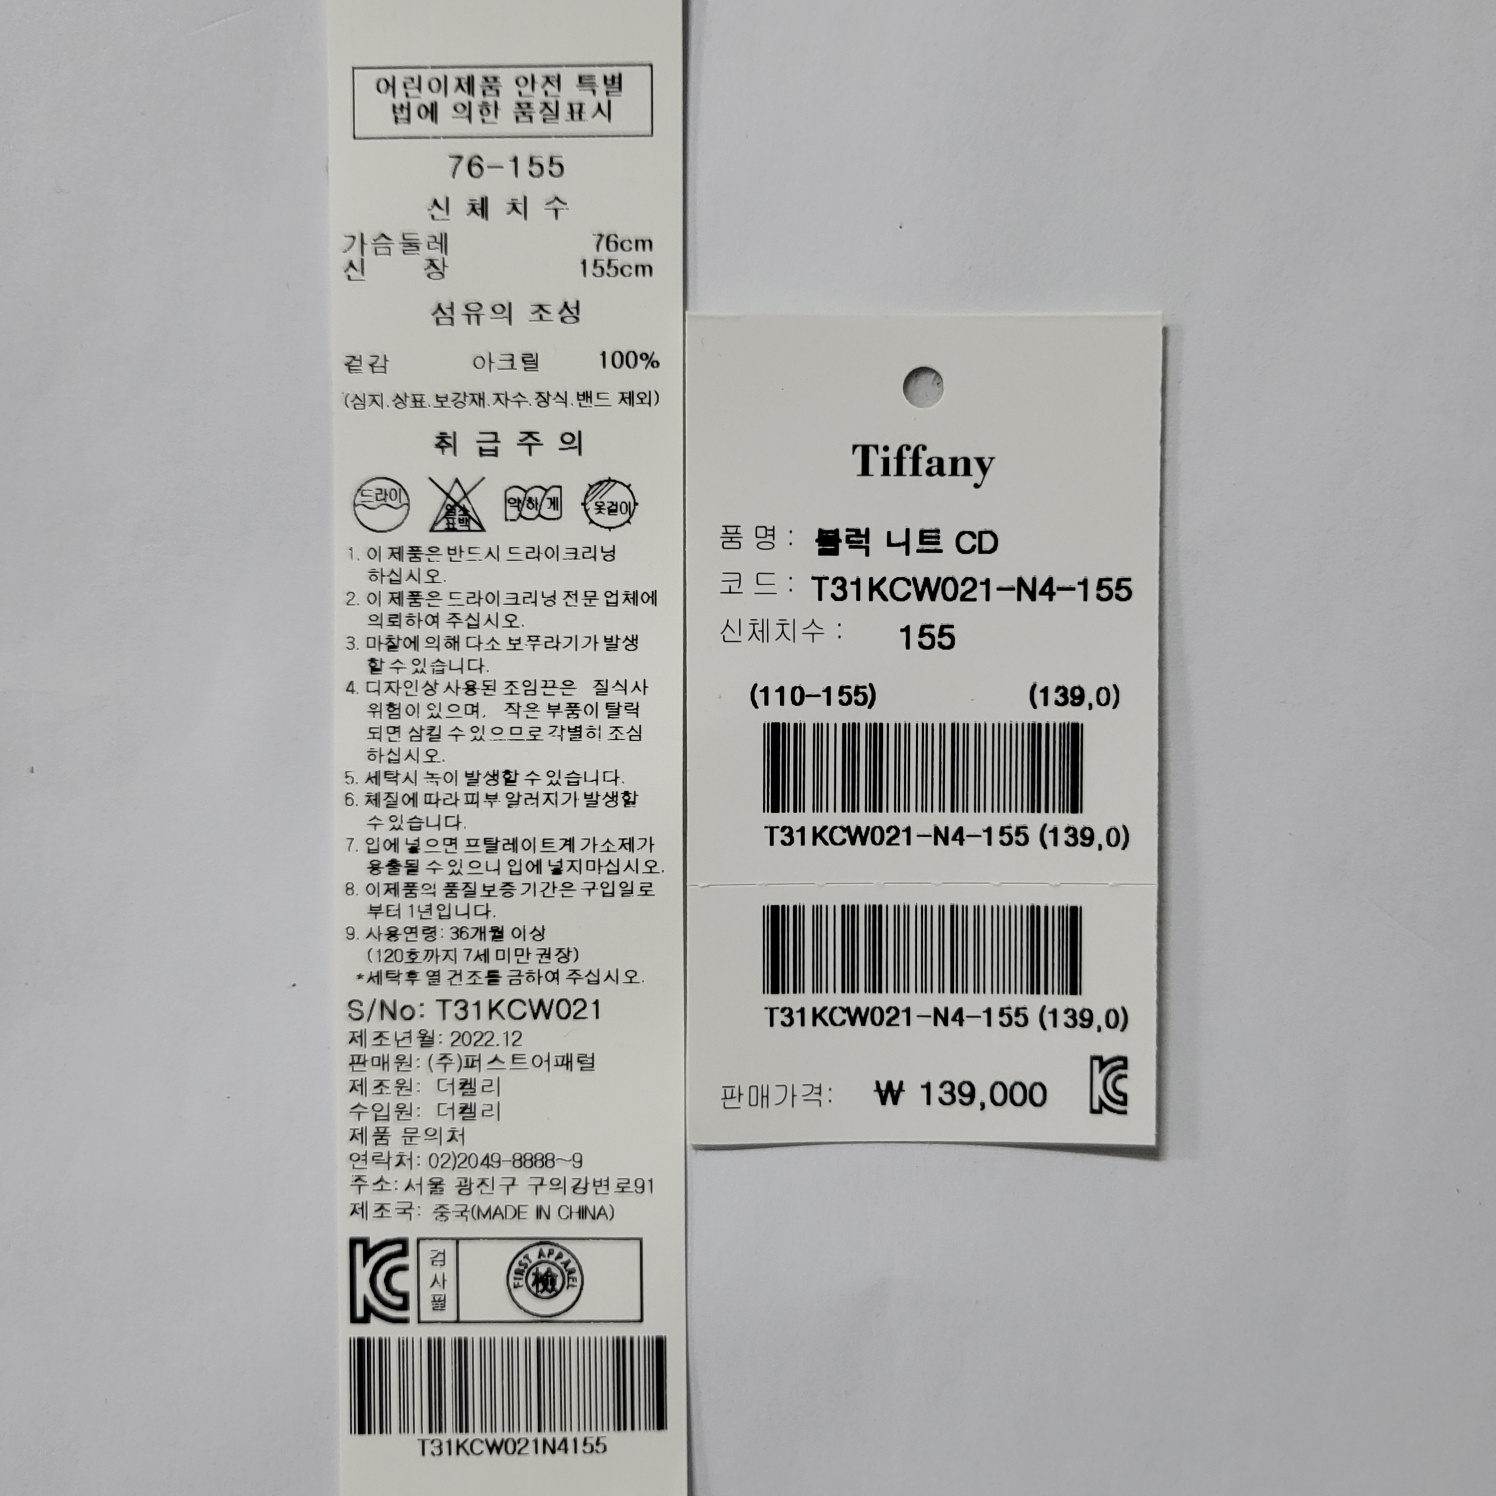 어린이제품 안전 특별
법에 의한 품질표시
76-155
신 체 치 수
가슴둘레 76cm
신 장 155cm
섬유의 조성
겉감 아크릴 100%
(심지.상표.보강재.자수.장식.밴드 제외)
취 급 주 의
드라이
염소
표백
약하게
옷걸이
1. 이 제품은 반드시 드라이크리닝
하십시오.
2. 이 제품은 드라이크리닝 전문 업체에
의뢰하여 주십시오.
3. 마찰에 의해 다소 보푸라기가 발생
할 수 있습니다.
4. 디자인상 사용된 조임끈은 질식사
위험이 있으며, 작은 부품이 탈락
되면 삼킬 수 있으므로 각별히 조심
하십시오.
5. 세탁시 녹이 발생할 수 있습니다.
6. 체질에 따라 피부 알러지가 발생할
수 있습니다.
7. 입에 넣으면 프탈레이트계 가소제가
용출될 수 있으니 입에 넣지마십시오.
8. 이제품의 품질보증 기간은 구입일로
부터 1년입니다.
9. 사용연령: 36개월 이상
(120호까지 7세 미만 권장)
*세탁후 열 건조를 금하여 주십시오.
S/No: T31KCW021
제조년월: 2022.12
판매원: (주)퍼스트어패럴
제조원: 더켈리
수입원: 더켈리
제품 문의처
연락처: 02)2049-8888~9
주소: 서울 광진구 구의강변로91
제조국: 중국(MADE IN CHINA)
KC
검사필
FIRST APPAREL
檢
T31KCW021N4155
Tiffany
품 명 : 블럭 니트 CD
코 드 : T31KCW021-N4-155
신체치수 : 155
(110-155) (139,0)
T31KCW021-N4-155 (139,0)
T31KCW021-N4-155 (139,0)
판매가격: ₩ 139,000
KC